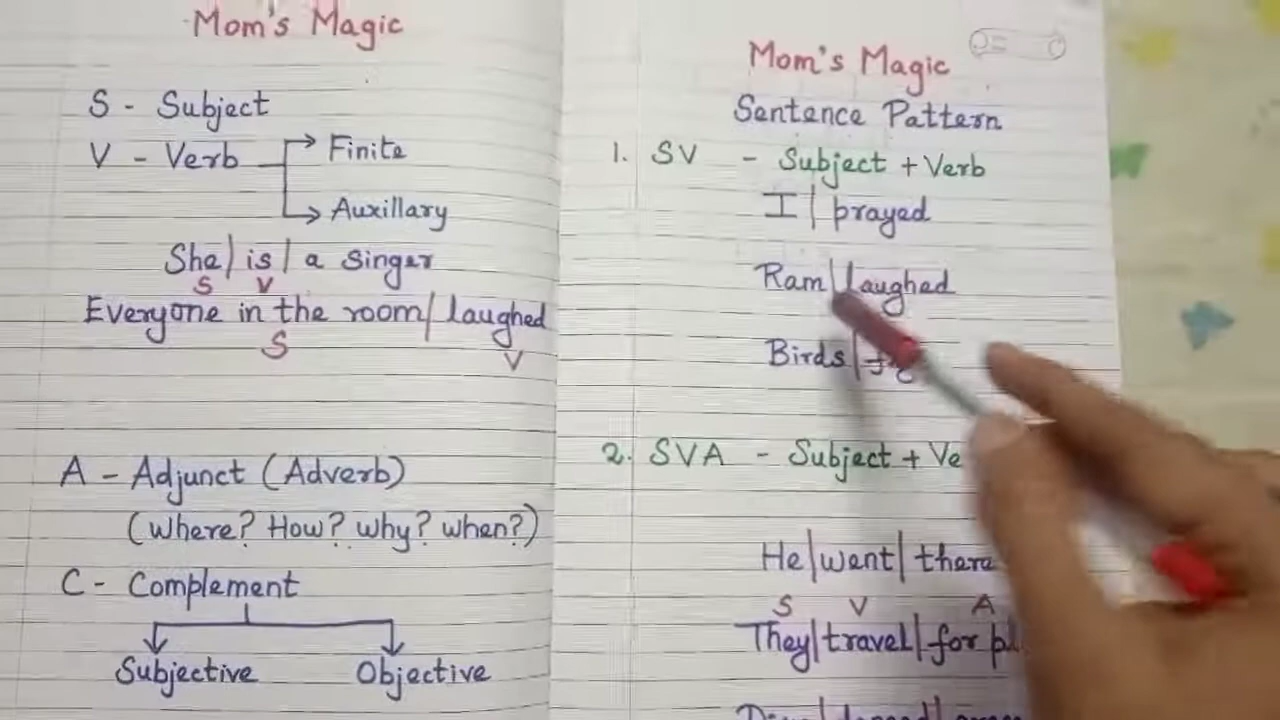 Mom's Magic
S - Subject
V - Verb
Finite
Auxillary
She| is | a singer
S V
Everyone in the room | laughed
S V
A - Adjunct (Adverb)
(Where? How? why? when?)
C - Complement
Subjective Objective
Mom's Magic
Sentence Pattern
1. SV - Subject + Verb
I | prayed
Ram | laughed
Birds |
2. SVA - Subject +
He | went | there
S V A
They | travel | for